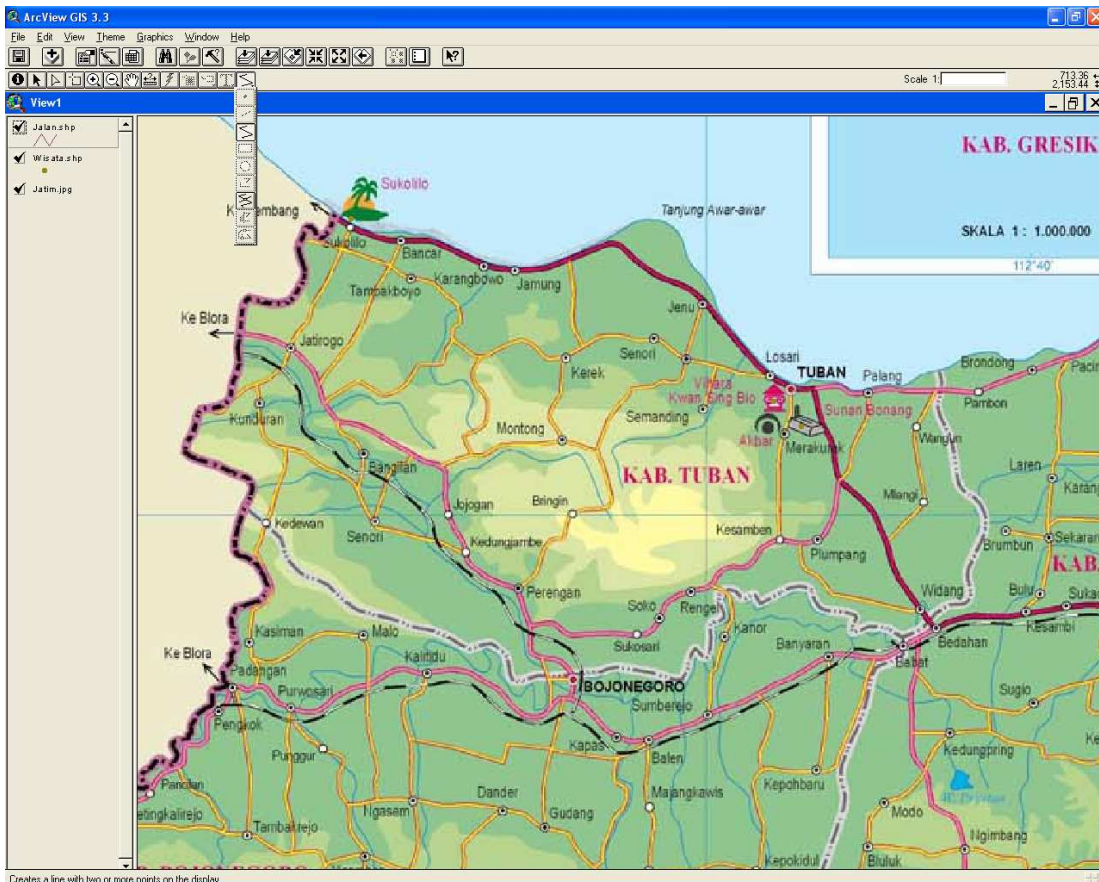 ArcView GIS 3.3
File Edit View Theme Graphics Window Help
Scale 1:
713.36
2,153.44
View1
Jalan.shp
Wisata.shp
Jatim.jpg
KAB. GRESIK
SKALA 1 : 1.000.000
112°40'
Sukolilo
Tanjung Awar-awar
Sukolilo
Bancar
Karangbowo
Jamung
Tambakboyo
Ke Blora
Jenu
Jatirogo
Senori
Kerek
Losari
TUBAN
Palang
Brondong
Vihara
Kwan Sing Bio
Sunan Bonang
Pambon
Semanding
Montong
Akbar
Bangilan
KAB. TUBAN
Laren
Jojogan
Bringin
Mlangi
Kedewan
Senori
Kedungjambe
Kesamben
Plumpang
Brumbun
KAB.
Perengan
Widang
Bulu
Soko
Rengel
Kasiman
Malo
Sukosari
Kanor
Banyaran
Bedahan
Kesambi
Ke Blora
Padangan
Kalitidu
Babat
Purwosari
BOJONEGORO
Sumberejo
Sugio
Pengkok
Punggur
Kapas
Balen
Kedungpring
Kepohbaru
Dander
Majangkawis
Ngasem
Gudang
Modo
Tambakrejo
Ngimbang
Kepokidul
Bluluk
Creates a line with two or more points on the display